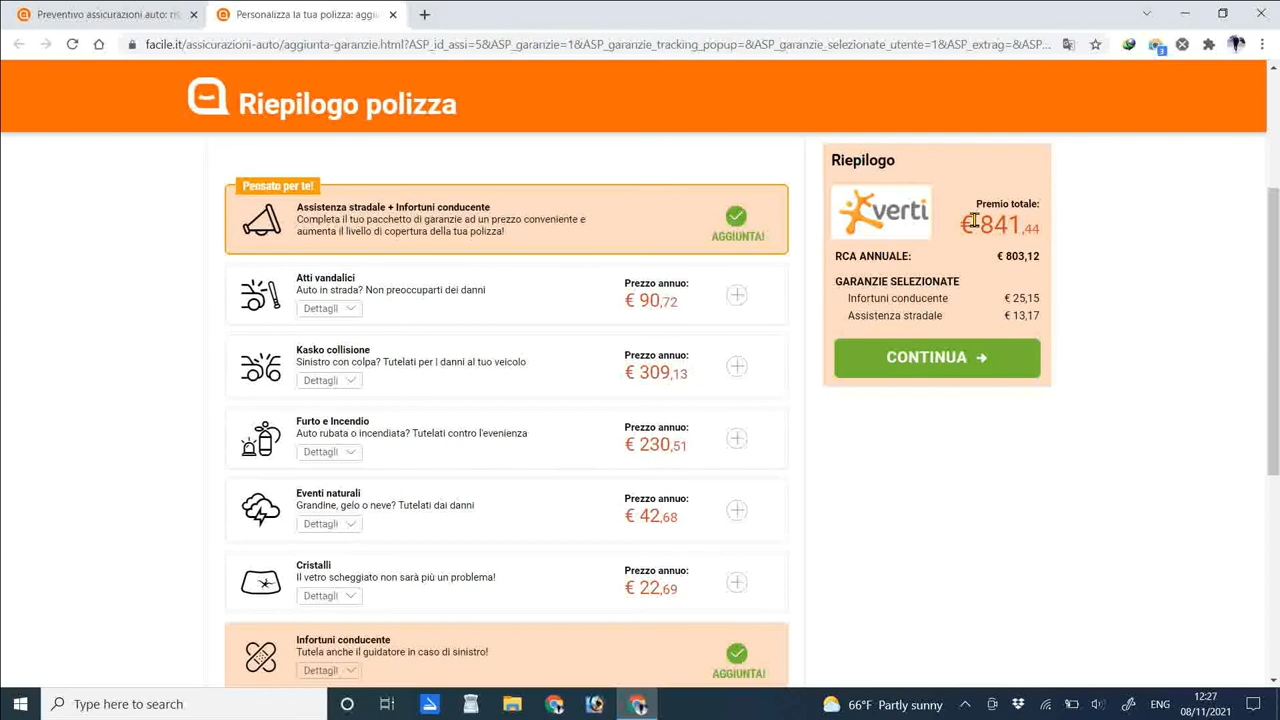 Preventivo assicurazioni auto: ris
Personalizza la tua polizza: aggiu
facile.it/assicurazioni-auto/aggiunta-garanzie.html?ASP_id_assi=5&ASP_garanzie=1&ASP_garanzie_tracking_popup=&ASP_garanzie_selezionate_utente=1&ASP_extrag=&ASP_...
3
Riepilogo polizza
Pensato per te!
Assistenza stradale + Infortuni conducente
Completa il tuo pacchetto di garanzie ad un prezzo conveniente e
aumenta il livello di copertura della tua polizza!
AGGIUNTA!
Atti vandalici
Auto in strada? Non preoccuparti dei danni
Dettagli
Prezzo annuo:
€ 90,72
Kasko collisione
Sinistro con colpa? Tutelati per i danni al tuo veicolo
Dettagli
Prezzo annuo:
€ 309,13
Furto e Incendio
Auto rubata o incendiata? Tutelati contro l'evenienza
Dettagli
Prezzo annuo:
€ 230,51
Eventi naturali
Grandine, gelo o neve? Tutelati dai danni
Dettagli
Prezzo annuo:
€ 42,68
Cristalli
Il vetro scheggiato non sarà più un problema!
Dettagli
Prezzo annuo:
€ 22,69
Infortuni conducente
Tutela anche il guidatore in caso di sinistro!
Dettagli
AGGIUNTA!
Riepilogo
verti
Premio totale:
€ 841,44
RCA ANNUALE: € 803,12
GARANZIE SELEZIONATE
Infortuni conducente € 25,15
Assistenza stradale € 13,17
CONTINUA
Type here to search
66°F Partly sunny
ENG
12:27
08/11/2021